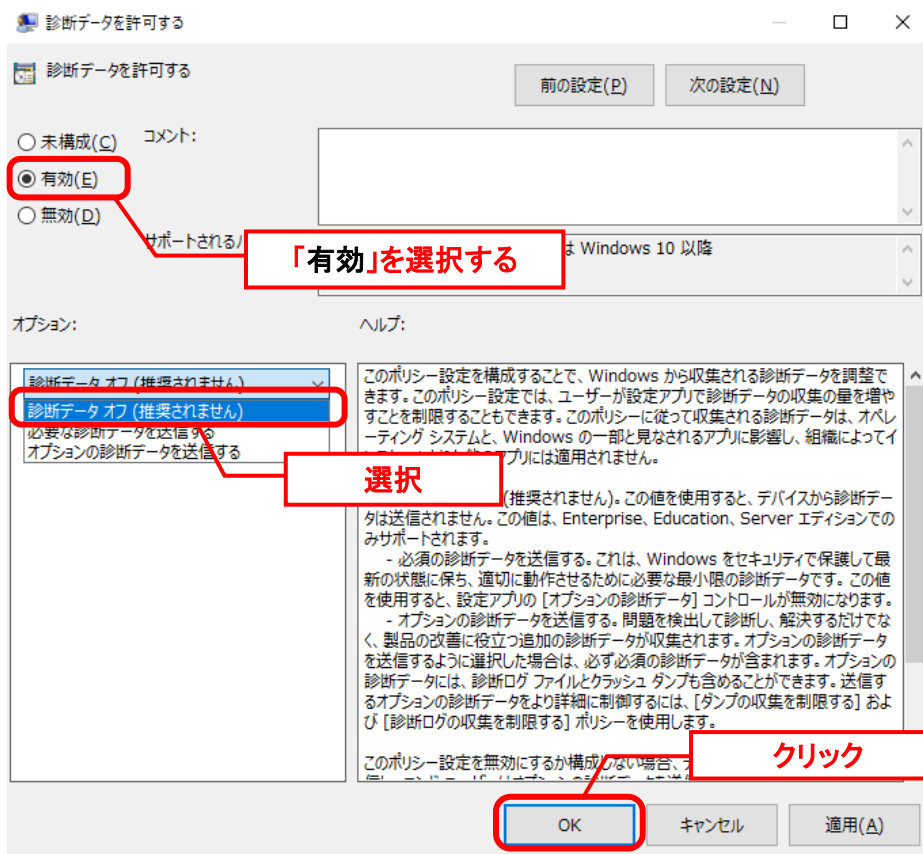 診断データを許可する
診断データを許可する
前の設定(P)
次の設定(N)
未構成(C)
コメント:
有効(E)
無効(D)
サポートされる
「有効」を選択する
は Windows 10 以降
オプション:
ヘルプ:
診断データ オフ (推奨されません)
診断データ オフ (推奨されません)
必要な診断データを送信する
オプションの診断データを送信する
選択
このポリシー設定を構成することで、Windows から収集される診断データを調整で
きます。このポリシー設定では、ユーザーが設定アプリで診断データの収集の量を増や
すことを制限することもできます。このポリシーに従って収集される診断データは、オペレ
ーティング システムと、Windows の一部と見なされるアプリに影響し、組織によってイ
アプリには適用されません。
(推奨されません)。この値を使用すると、デバイスから診断デー
タは送信されません。この値は、Enterprise、Education、Server エディションでの
みサポートされます。
- 必須の診断データを送信する。これは、Windows をセキュリティで保護して最
新の状態に保ち、適切に動作させるために必要な最小限の診断データです。この値
を使用すると、設定アプリの [オプションの診断データ] コントロールが無効になります。
- オプションの診断データを送信する。問題を検出して診断し、解決するだけでな
く、製品の改善に役立つ追加の診断データが収集されます。オプションの診断データ
を送信するように選択した場合は、必ず必須の診断データが含まれます。オプションの
診断データには、診断ログ ファイルとクラッシュ ダンプも含めることができます。送信す
るオプションの診断データをより詳細に制御するには、[ダンプの収集を制限する] およ
び [診断ログの収集を制限する] ポリシーを使用します。
このポリシー設定を無効にするか構成しない場合、
クリック
OK
キャンセル
適用(A)